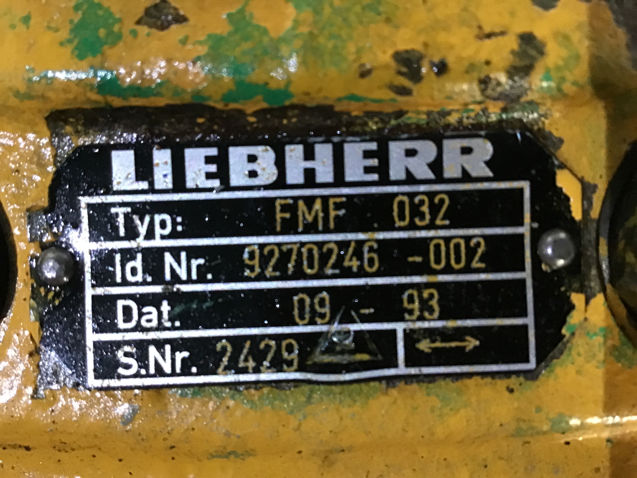 LIEBHERR
Typ: FMF 032
Id. Nr. 9270246 -002
Dat. 09 - 93
S.Nr. 2429